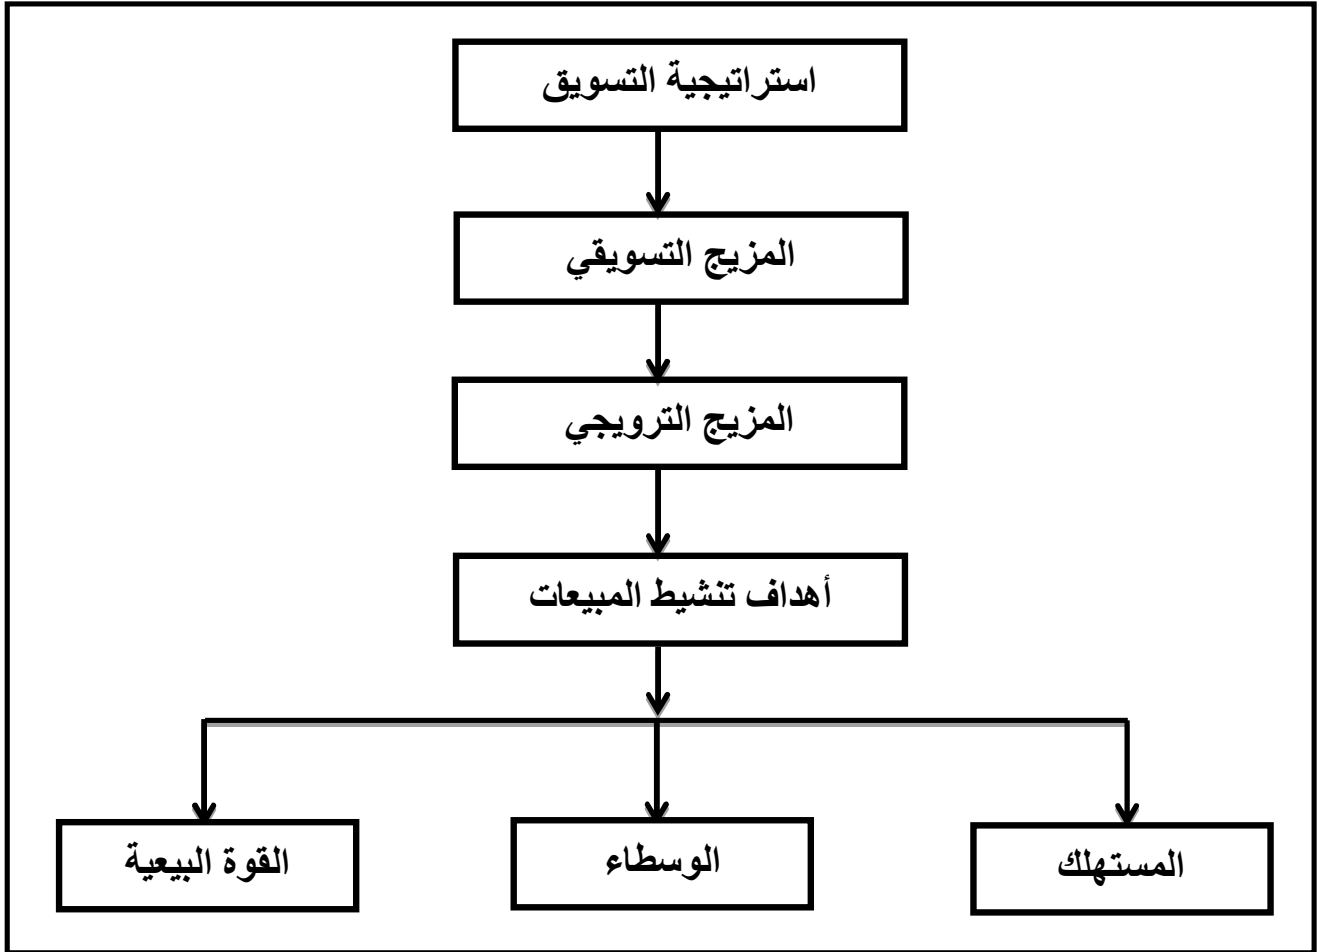 استراتيجية التسويق
المزيج التسويقي
المزيج الترويجي
أهداف تنشيط المبيعات
المستهلك
الوسطاء
القوة البيعية